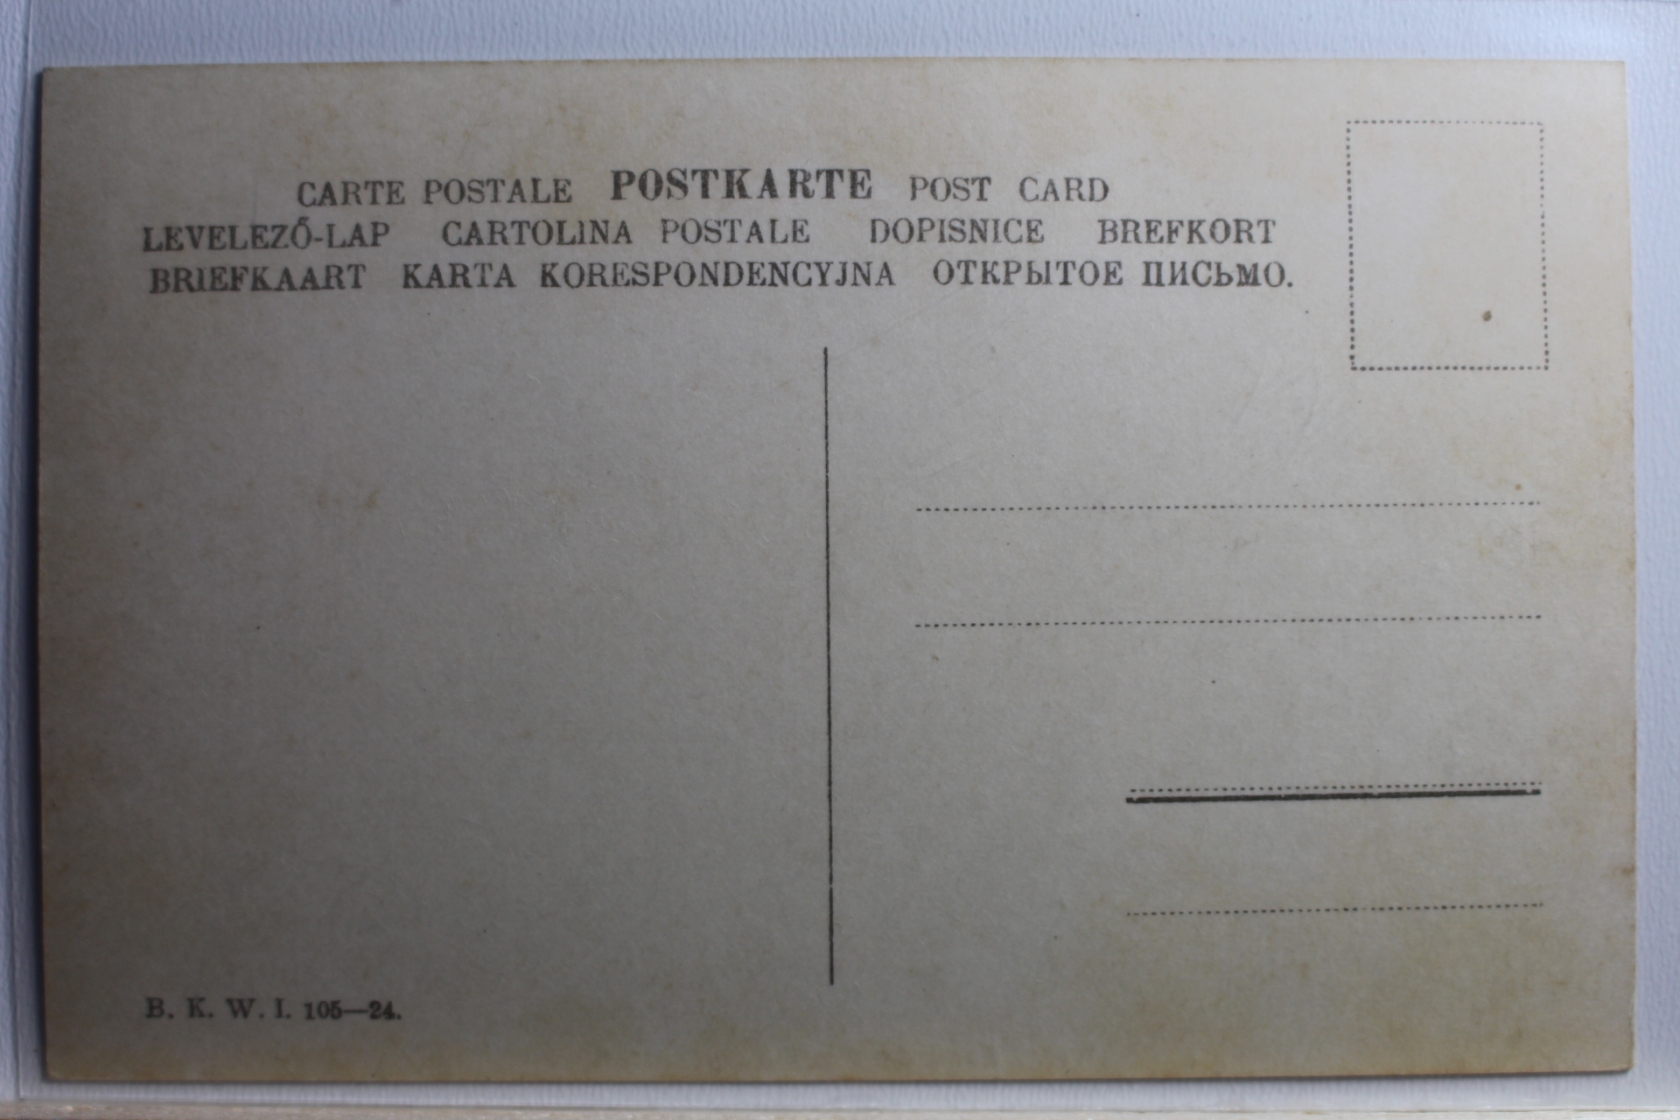 CARTE POSTALE POSTKARTE POST CARD
LEVELEZŐ-LAP CARTOLINA POSTALE DOPISNICE BREFKORT
BRIEFKAART KARTA KORESPONDENCYJNA ОТКРЫТОЕ ПИСЬМО.
B. K. W. I. 105—24.